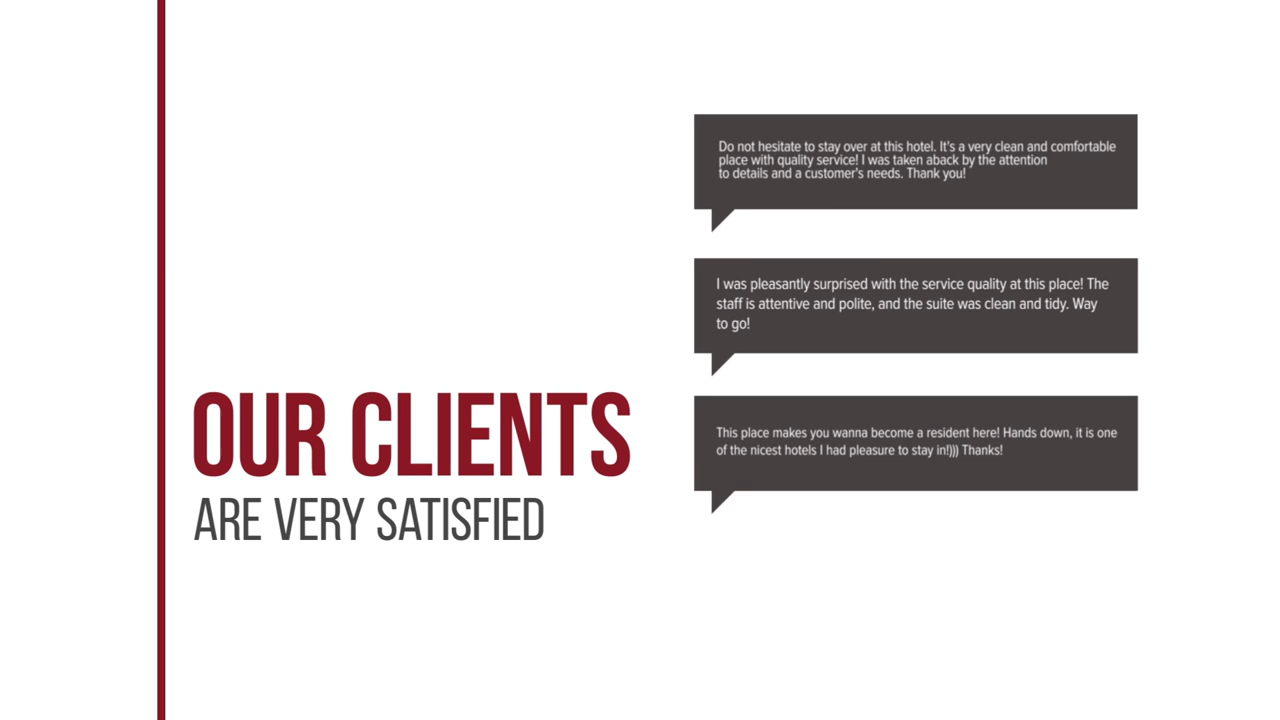 OUR CLIENTS
ARE VERY SATISFIED
Do not hesitate to stay over at this hotel. It's a very clean and comfortable
place with quality service! I was taken aback by the attention
to details and a customer's needs. Thank you!
I was pleasantly surprised with the service quality at this place! The
staff is attentive and polite, and the suite was clean and tidy. Way
to go!
This place makes you wanna become a resident here! Hands down, it is one
of the nicest hotels I had pleasure to stay in!))) Thanks!